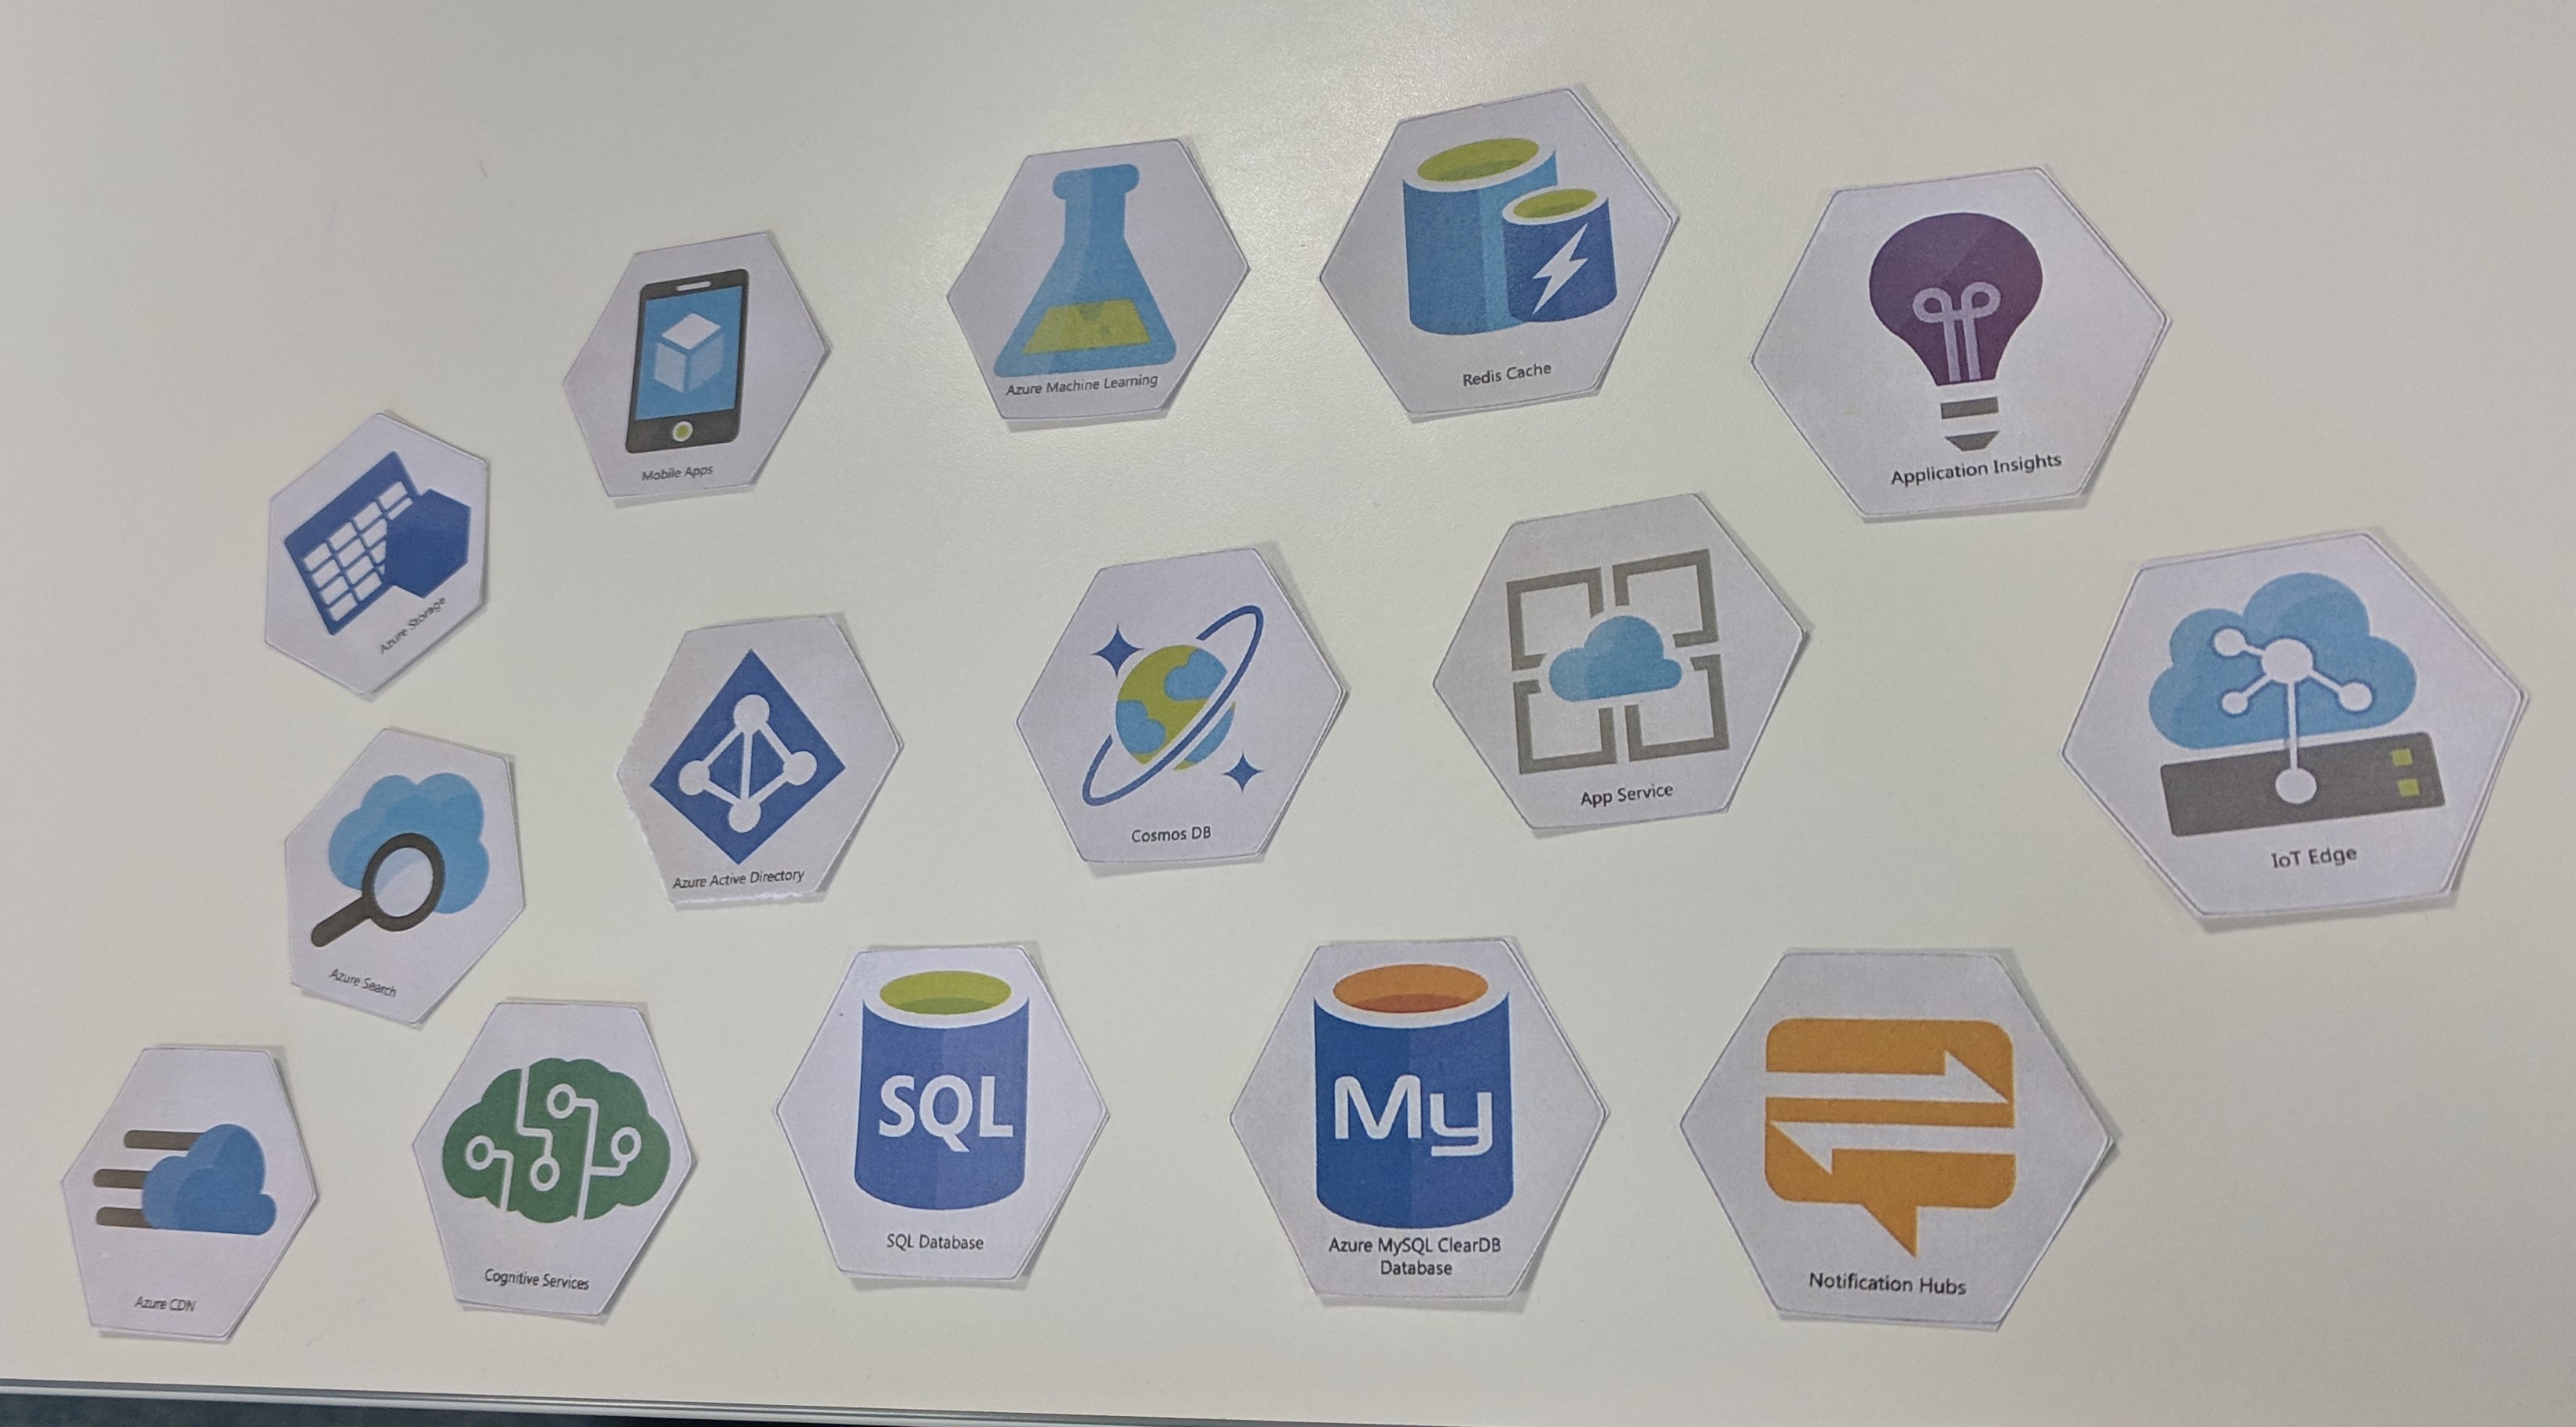 Azure Machine Learning
Redis Cache
Mobile Apps
Application Insights
Azure Storage
Azure Active Directory
Cosmos DB
App Service
IoT Edge
Azure Search
SQL
SQL Database
My
Azure MySQL ClearDB
Database
Notification Hubs
Cognitive Services
Azure CDN